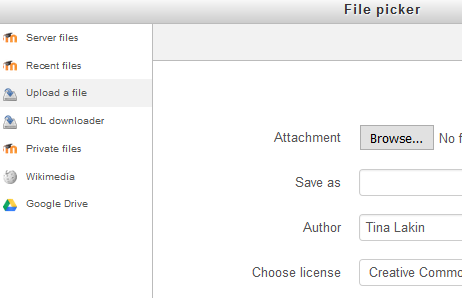 File picker
Server files
Recent files
Upload a file
URL downloader
Private files
Wikimedia
Google Drive
Attachment Browse... No f
Save as
Author Tina Lakin
Choose license Creative Commo